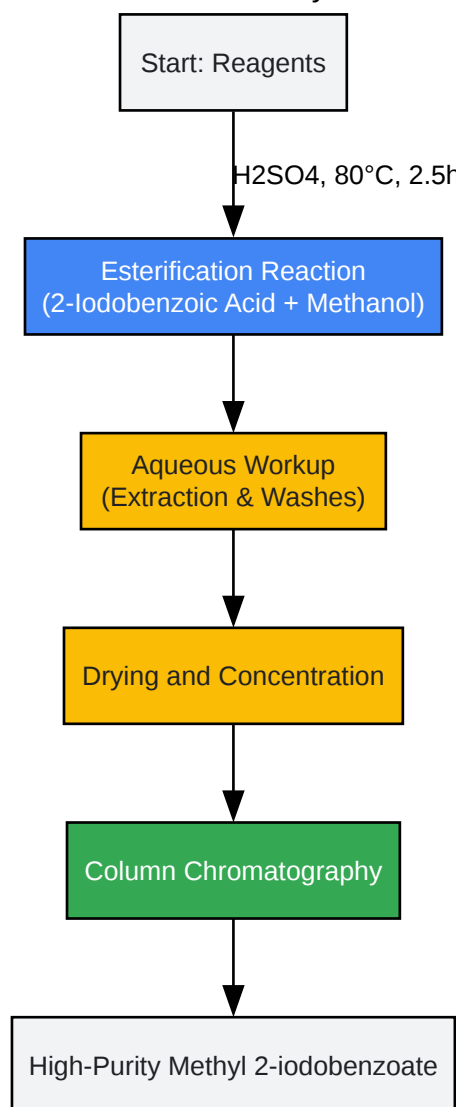 Start: Reagents
H2SO4, 80°C, 2.5h
Esterification Reaction
(2-Iodobenzoic Acid + Methanol)
Aqueous Workup
(Extraction & Washes)
Drying and Concentration
Column Chromatography
High-Purity Methyl 2-iodobenzoate